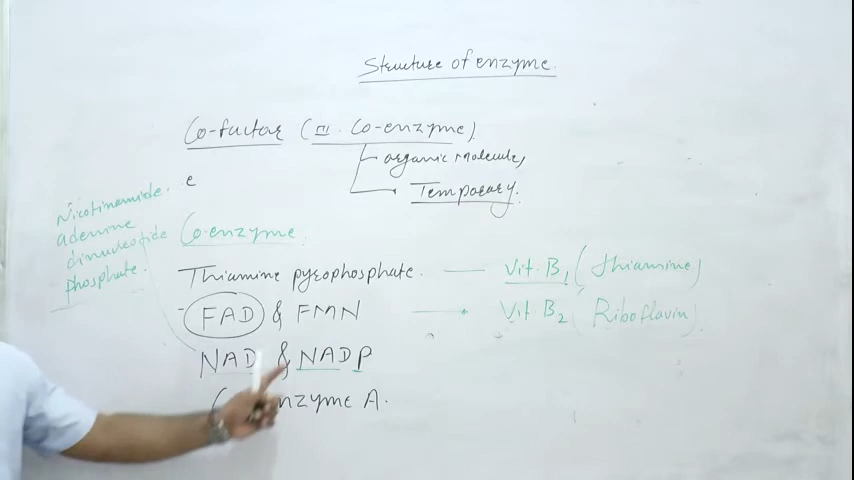 Structure of enzyme.
Co-factor (III. Co-enzyme).
organic molecule,
e
Temporary.
Nicotinamide.
adenine
dinucleotide
phosphate.
Co-enzyme.
Thiamine pyrophosphate. — Vit. B1 (thiamine)
FAD & FMN → Vit B2 (Riboflavin)
NAD & NADP
A.